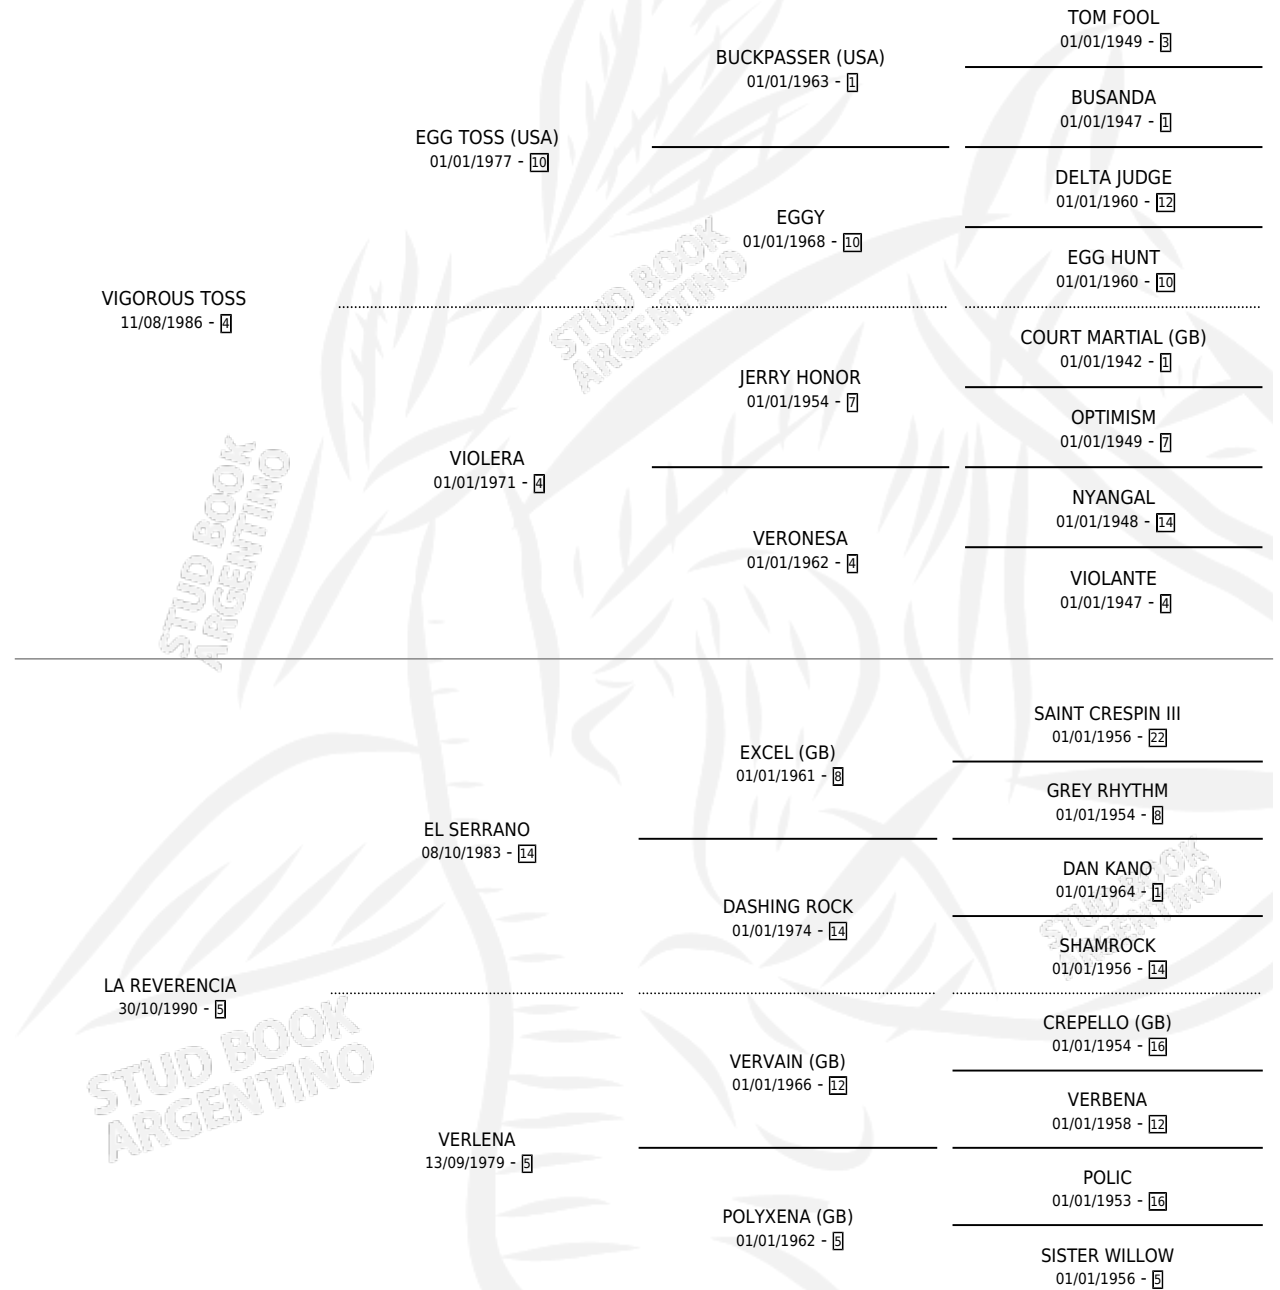 TOM FOOL
01/01/1949 - 3
BUCKPASSER (USA)
01/01/1963 - 1
BUSANDA
01/01/1947 - 1
EGG TOSS (USA)
01/01/1977 - 10
DELTA JUDGE
01/01/1960 - 12
EGGY
01/01/1968 - 10
EGG HUNT
01/01/1960 - 10
VIGOROUS TOSS
11/08/1986 - 4
COURT MARTIAL (GB)
01/01/1942 - 1
JERRY HONOR
01/01/1954 - 7
OPTIMISM
01/01/1949 - 7
VIOLERA
01/01/1971 - 4
NYANGAL
01/01/1948 - 14
VERONESA
01/01/1962 - 4
VIOLANTE
01/01/1947 - 4
STUD BOOK
ARGENTINO
STUD BOOK
ARGENTINO
SAINT CRESPIN III
01/01/1956 - 22
EXCEL (GB)
01/01/1961 - 8
GREY RHYTHM
01/01/1954 - 8
EL SERRANO
08/10/1983 - 14
DAN KANO
01/01/1964 - 1
DASHING ROCK
01/01/1974 - 14
SHAMROCK
01/01/1956 - 14
LA REVERENCIA
30/10/1990 - 5
CREPELLO (GB)
01/01/1954 - 16
VERVAIN (GB)
01/01/1966 - 12
VERBENA
01/01/1958 - 12
VERLENA
13/09/1979 - 5
POLIC
01/01/1953 - 16
POLYXENA (GB)
01/01/1962 - 5
SISTER WILLOW
01/01/1956 - 5
STUD BOOK
ARGENTINO
STUD BOOK
ARGENTINO